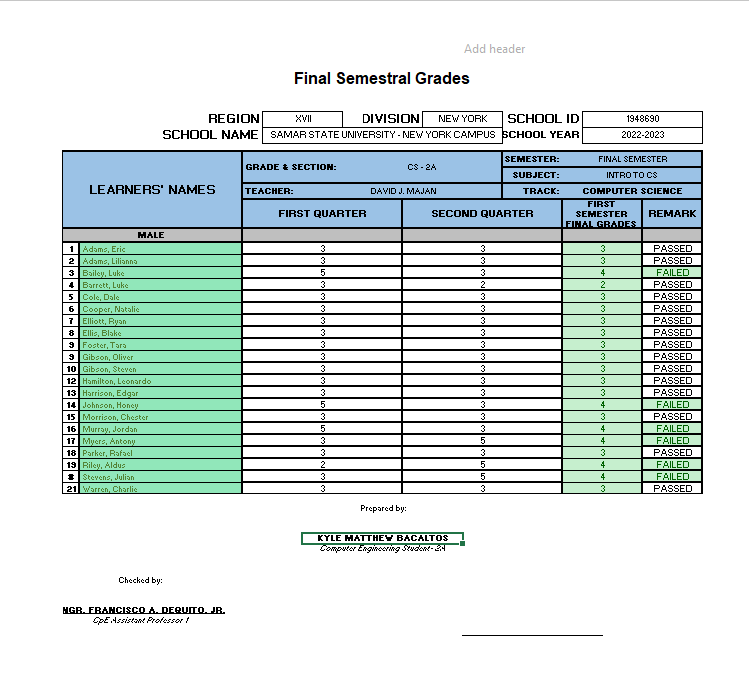 Add header
Final Semestral Grades
REGION XVII DIVISION NEW YORK SCHOOL ID 1948690
SCHOOL NAME SAMAR STATE UNIVERSITY - NEW YORK CAMPUS SCHOOL YEAR 2022-2023
LEARNERS' NAMES GRADE & SECTION: CS - 2A SEMESTER: FINAL SEMESTER
SUBJECT: INTRO TO CS
TEACHER: DAVID J. MAJAN TRACK: COMPUTER SCIENCE
FIRST QUARTER SECOND QUARTER FIRST SEMESTER FINAL GRADES REMARK
MALE
1 Adams, Eric 3 3 3 PASSED
2 Adams, Lilianna 3 3 3 PASSED
3 Bailey, Luke 5 3 4 FAILED
4 Barrett, Luke 3 2 2 PASSED
5 Cole, Dale 3 3 3 PASSED
6 Cooper, Natalie 3 3 3 PASSED
7 Elliott, Ryan 3 3 3 PASSED
8 Ellis, Blake 3 3 3 PASSED
9 Foster, Tara 3 3 3 PASSED
9 Gibson, Oliver 3 3 3 PASSED
10 Gibson, Steven 3 3 3 PASSED
12 Hamilton, Leonardo 3 3 3 PASSED
13 Harrison, Edgar 3 3 3 PASSED
14 Johnson, Honey 5 3 4 FAILED
15 Morrison, Chester 3 3 3 PASSED
16 Murray, Jordan 5 3 4 FAILED
17 Myers, Antony 3 5 4 FAILED
18 Parker, Rafael 3 3 3 PASSED
19 Riley, Aldus 2 5 4 FAILED
Stevens, Julian 3 5 4 FAILED
21 Warren, Charlie 3 3 3 PASSED
Prepared by:
KYLE MATTHEW BACALTOS
Computer Engineering Student- 2A
Checked by:
NGR. FRANCISCO A. DEQUITO, JR.
CpE Assistant Professor I